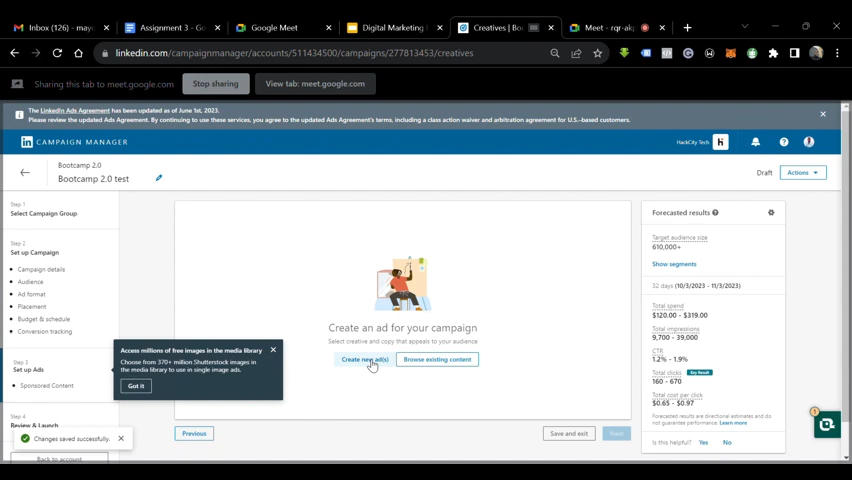 Inbox (126) - mayo
Assignment 3 - Go
Google Meet
Digital Marketing
Creatives | Boo
Meet - rqr-ak
linkedin.com/campaignmanager/accounts/511434500/campaigns/277813453/creatives
Sharing this tab to meet.google.com
Stop sharing
View tab: meet.google.com
The LinkedIn Ads Agreement has been updated as of June 1st, 2023.
Please review the updated Ads Agreement. By continuing to use these services, you agree to the updated Ads Agreement's terms, including a class action waiver and arbitration agreement for U.S.-based customers.
in CAMPAIGN MANAGER
HackCity Tech
h
Bootcamp 2.0
Bootcamp 2.0 test
Draft
Actions
Step 1
Select Campaign Group
Step 2
Set up Campaign
Campaign details
Audience
Ad format
Placement
Budget & schedule
Conversion tracking
Step 3
Set up Ads
Sponsored Content
Step 4
Review & Launch
Back to account
Access millions of free images in the media library
Choose from 370+ million Shutterstock images in
the media library to use in single image ads.
Got it
Changes saved successfully.
Create an ad for your campaign
Select creative and copy that appeals to your audience
Create new ad(s)
Browse existing content
Previous
Save and exit
Next
Forecasted results
Target audience size
610,000+
Show segments
32 days (10/3/2023 - 11/3/2023)
Total spend
$120.00 - $319.00
Total impressions
9,700 - 39,000
CTR
1.2% - 1.9%
Total clicks
Key Result
160 - 670
Total cost per click
$0.65 - $0.97
Forecasted results are directional estimates and do
not guarantee performance. Learn more
Is this helpful? Yes No
1